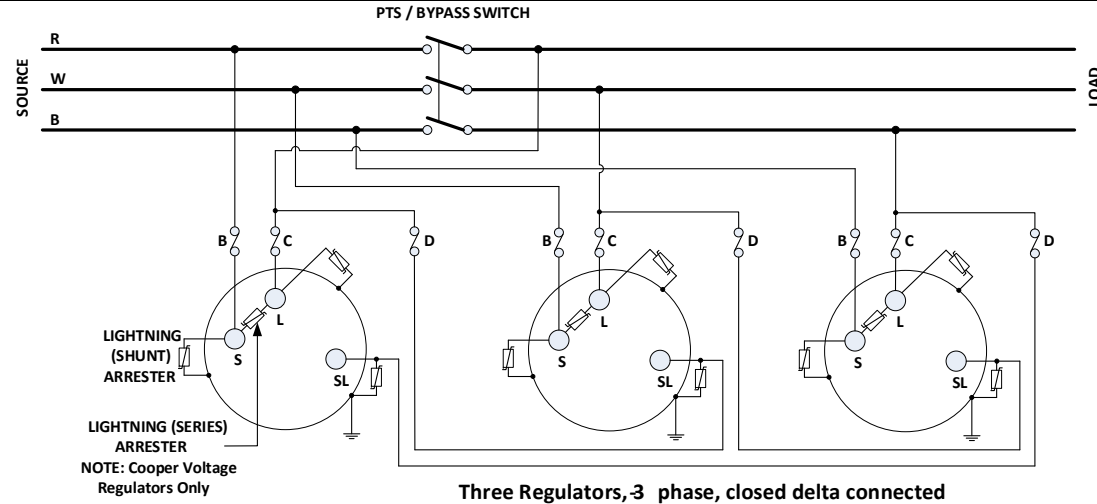 PTS / BYPASS SWITCH
R
W
B
SOURCE
LOAD
B
C
D
B
C
D
B
C
D
L
S
SL
L
S
SL
L
S
SL
LIGHTNING
(SHUNT)
ARRESTER
LIGHTNING (SERIES)
ARRESTER
NOTE: Cooper Voltage
Regulators Only
Three Regulators,-3 phase, closed delta connected